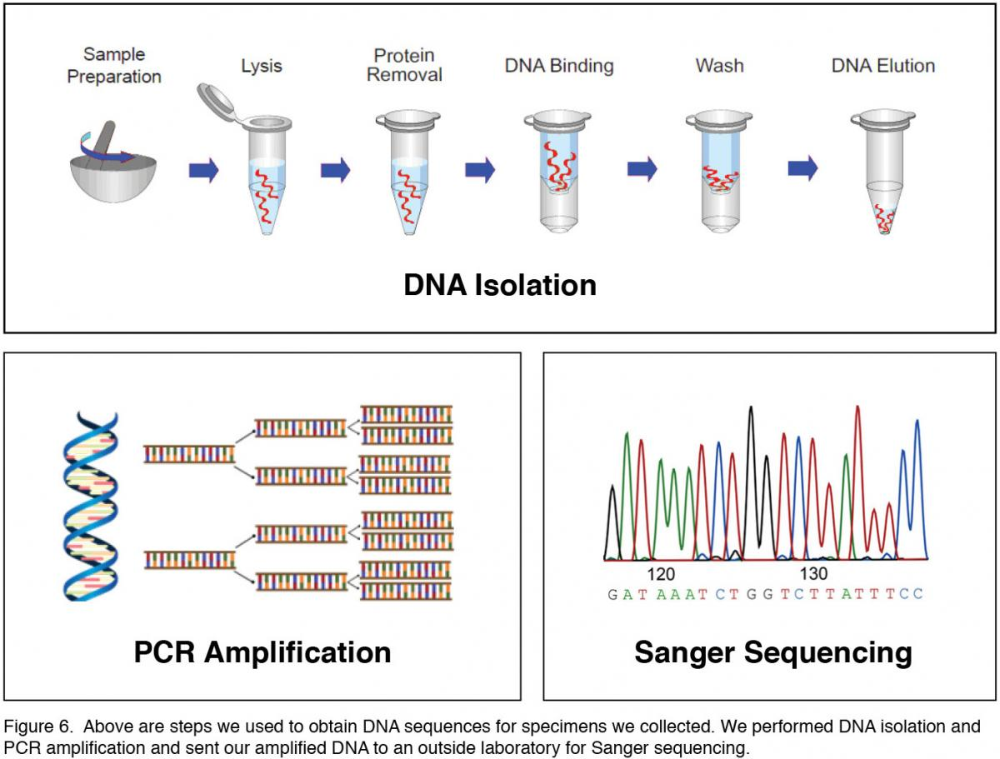 Sample
Preparation
Lysis
Protein
Removal
DNA Binding
Wash
DNA Elution
DNA Isolation
PCR Amplification
120 130
G A T A A A T C T G G T C T T A T T T C C
Sanger Sequencing
Figure 6.  Above are steps we used to obtain DNA sequences for specimens we collected. We performed DNA isolation and
PCR amplification and sent our amplified DNA to an outside laboratory for Sanger sequencing.